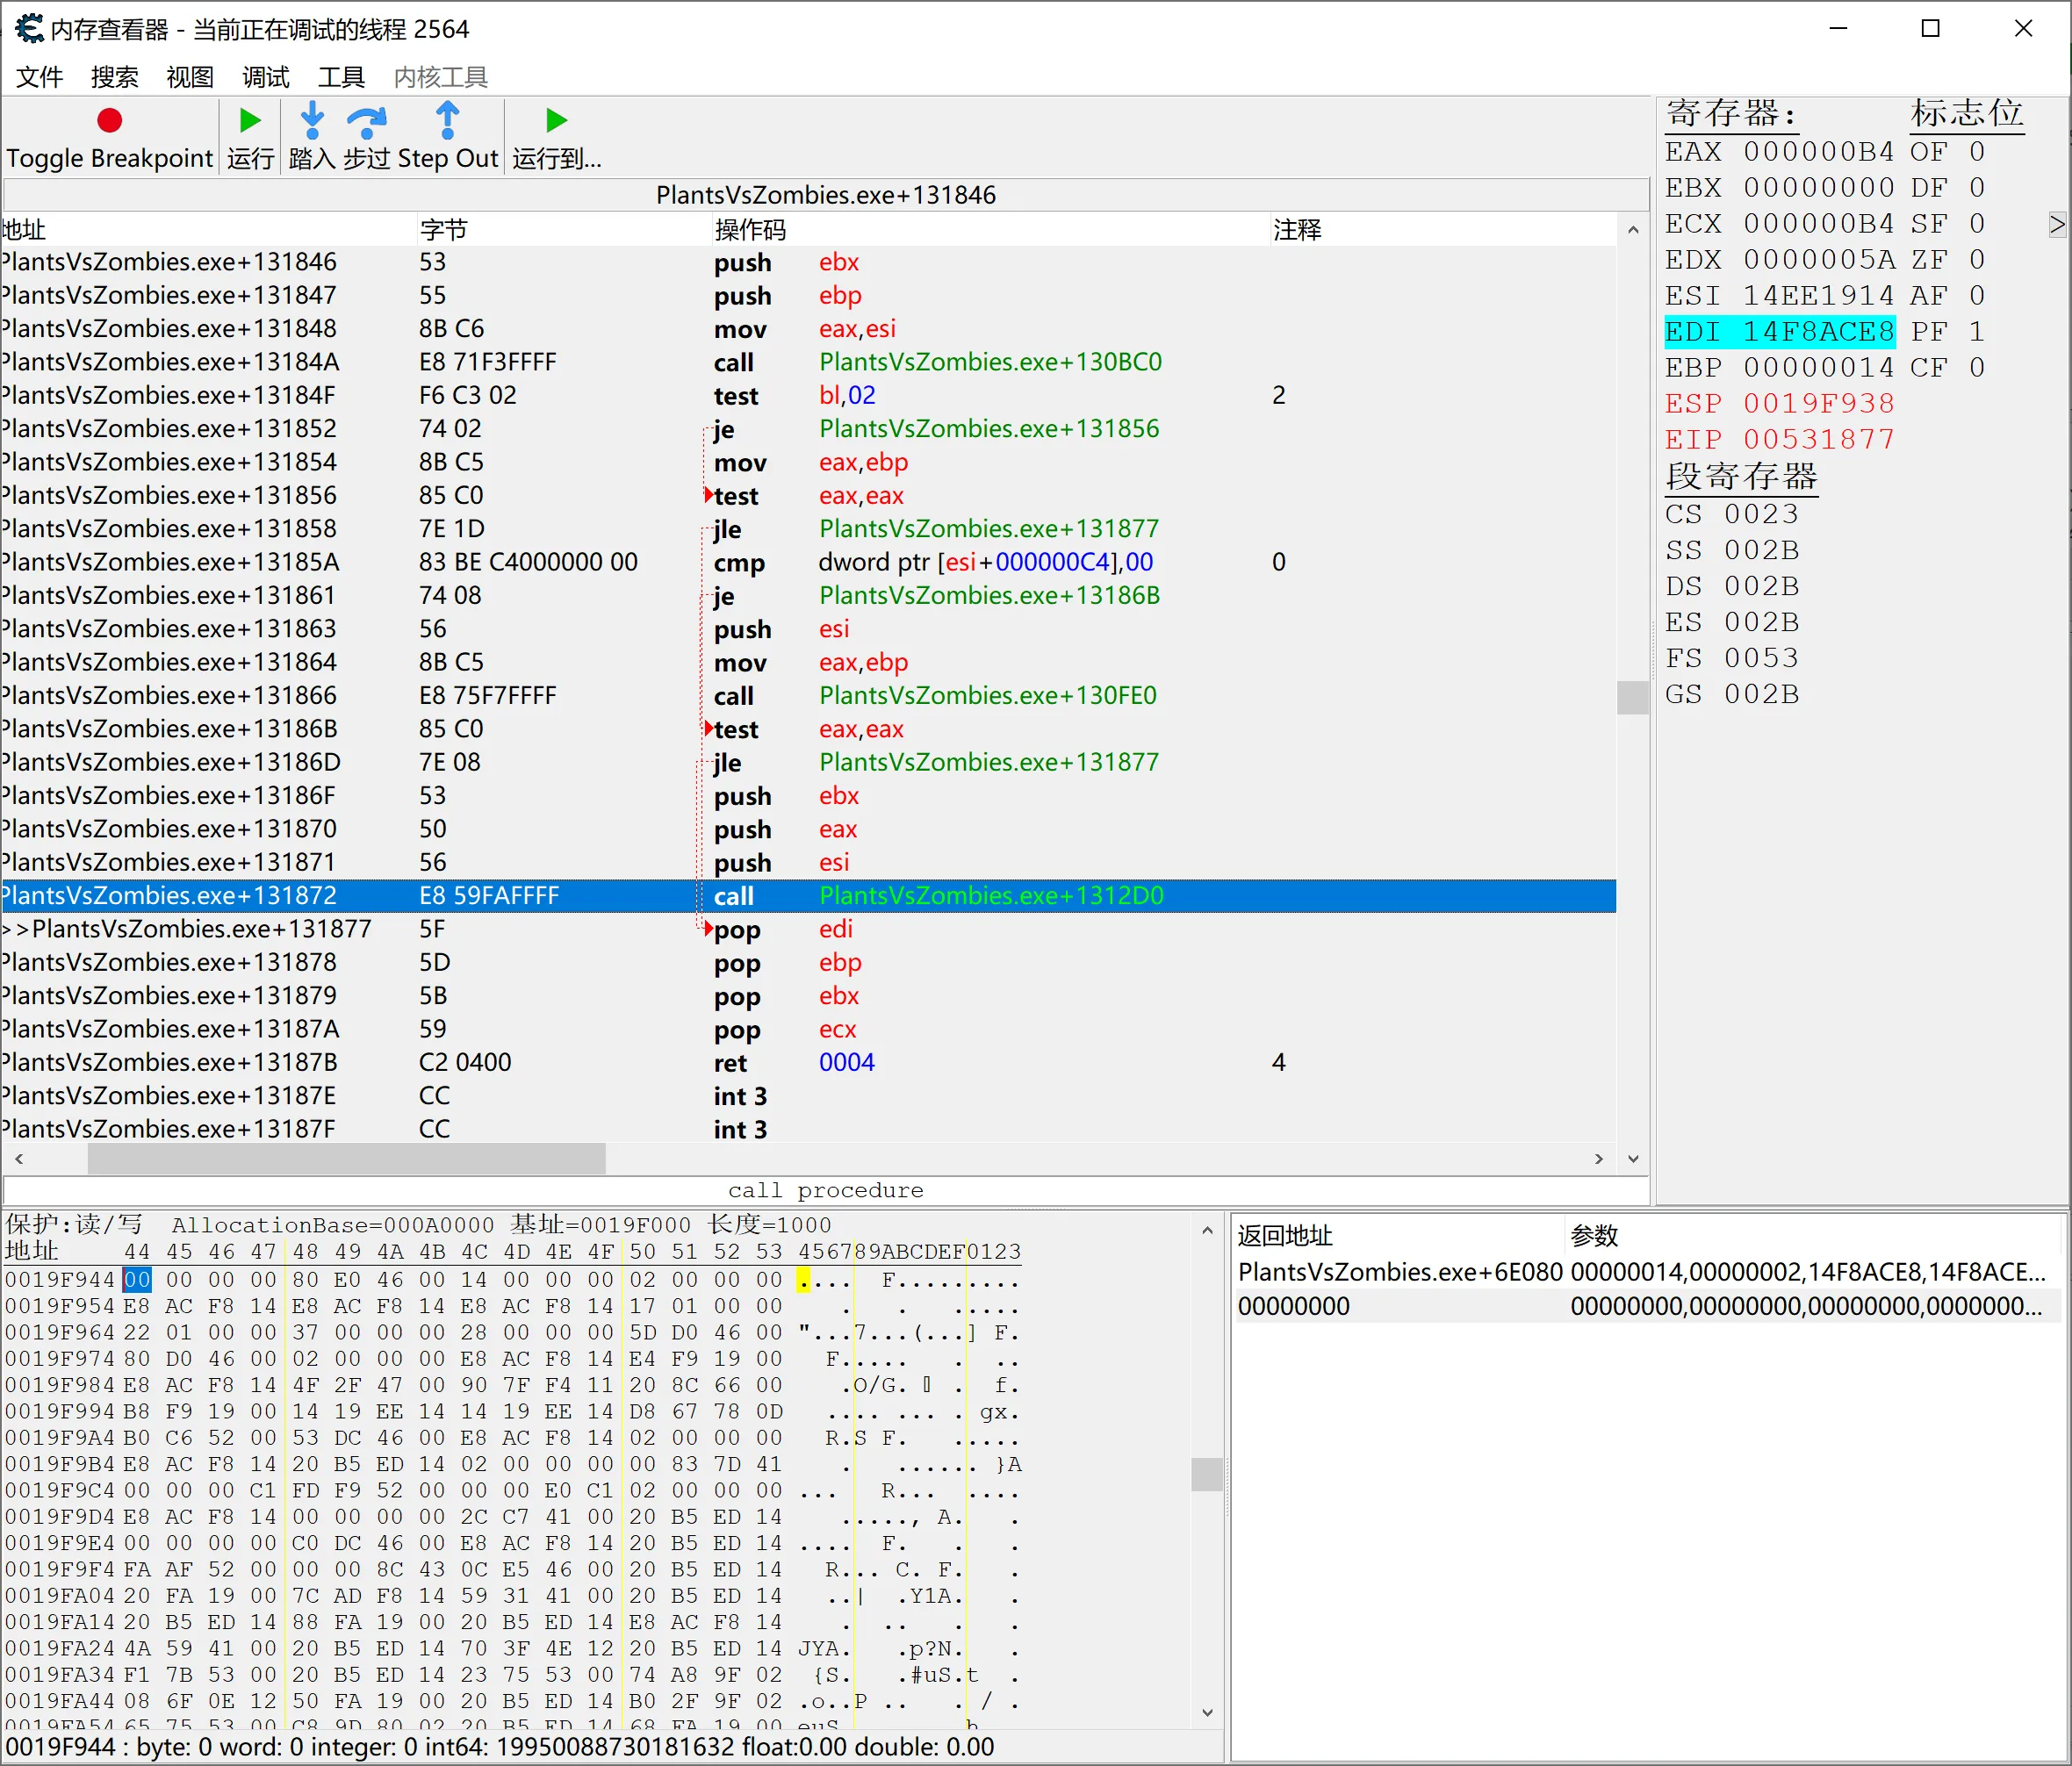 内存查看器 - 当前正在调试的线程 2564
文件 搜索 视图 调试 工具 内核工具
Toggle Breakpoint 运行 踏入 步过 Step Out 运行到...
PlantsVsZombies.exe+131846
地址 字节 操作码 注释
PlantsVsZombies.exe+131846 53 push ebx
PlantsVsZombies.exe+131847 55 push ebp
PlantsVsZombies.exe+131848 8B C6 mov eax,esi
PlantsVsZombies.exe+13184A E8 71F3FFFF call PlantsVsZombies.exe+130BC0
PlantsVsZombies.exe+13184F F6 C3 02 test bl,02 2
PlantsVsZombies.exe+131852 74 02 je PlantsVsZombies.exe+131856
PlantsVsZombies.exe+131854 8B C5 mov eax,ebp
PlantsVsZombies.exe+131856 85 C0 test eax,eax
PlantsVsZombies.exe+131858 7E 1D jle PlantsVsZombies.exe+131877
PlantsVsZombies.exe+13185A 83 BE C4000000 00 cmp dword ptr [esi+000000C4],00 0
PlantsVsZombies.exe+131861 74 08 je PlantsVsZombies.exe+13186B
PlantsVsZombies.exe+131863 56 push esi
PlantsVsZombies.exe+131864 8B C5 mov eax,ebp
PlantsVsZombies.exe+131866 E8 75F7FFFF call PlantsVsZombies.exe+130FE0
PlantsVsZombies.exe+13186B 85 C0 test eax,eax
PlantsVsZombies.exe+13186D 7E 08 jle PlantsVsZombies.exe+131877
PlantsVsZombies.exe+13186F 53 push ebx
PlantsVsZombies.exe+131870 50 push eax
PlantsVsZombies.exe+131871 56 push esi
PlantsVsZombies.exe+131872 E8 59FAFFFF call PlantsVsZombies.exe+1312D0
>>PlantsVsZombies.exe+131877 5F pop edi
PlantsVsZombies.exe+131878 5D pop ebp
PlantsVsZombies.exe+131879 5B pop ebx
PlantsVsZombies.exe+13187A 59 pop ecx
PlantsVsZombies.exe+13187B C2 0400 ret 0004 4
PlantsVsZombies.exe+13187E CC int 3
PlantsVsZombies.exe+13187F CC int 3
call procedure
寄存器: 标志位
EAX 000000B4 OF 0
EBX 00000000 DF 0
ECX 000000B4 SF 0
EDX 0000005A ZF 0
ESI 14EE1914 AF 0
EDI 14F8ACE8 PF 1
EBP 00000014 CF 0
ESP 0019F938
EIP 00531877
段寄存器
CS 0023
SS 002B
DS 002B
ES 002B
FS 0053
GS 002B
保护:读/写 AllocationBase=000A0000 基址=0019F000 长度=1000
地址 44 45 46 47 48 49 4A 4B 4C 4D 4E 4F 50 51 52 53 456789ABCDEF0123
0019F944 00 00 00 00 80 E0 46 00 14 00 00 00 02 00 00 00 .... F.........
0019F954 E8 AC F8 14 E8 AC F8 14 E8 AC F8 14 17 01 00 00 . . .....
0019F964 22 01 00 00 37 00 00 00 28 00 00 00 5D D0 46 00 "...7...(...] F.
0019F974 80 D0 46 00 02 00 00 00 E8 AC F8 14 E4 F9 19 00 F..... . ..
0019F984 E8 AC F8 14 4F 2F 47 00 90 7F F4 11 20 8C 66 00 .O/G. . f.
0019F994 B8 F9 19 00 14 19 EE 14 14 19 EE 14 D8 67 78 0D .... ... . gx.
0019F9A4 B0 C6 52 00 53 DC 46 00 E8 AC F8 14 02 00 00 00 R.S F. .....
0019F9B4 E8 AC F8 14 20 B5 ED 14 02 00 00 00 00 83 7D 41 . ...... }A
0019F9C4 00 00 00 C1 FD F9 52 00 00 00 E0 C1 02 00 00 00 ... R... ....
0019F9D4 E8 AC F8 14 00 00 00 00 2C C7 41 00 20 B5 ED 14 ....., A. .
0019F9E4 00 00 00 00 C0 DC 46 00 E8 AC F8 14 20 B5 ED 14 .... F. . .
0019F9F4 FA AF 52 00 00 00 8C 43 0C E5 46 00 20 B5 ED 14 R... C. F. .
0019FA04 20 FA 19 00 7C AD F8 14 59 31 41 00 20 B5 ED 14 ..| .Y1A. .
0019FA14 20 B5 ED 14 88 FA 19 00 20 B5 ED 14 E8 AC F8 14 . .. . .
0019FA24 4A 59 41 00 20 B5 ED 14 70 3F 4E 12 20 B5 ED 14 JYA. .p?N. .
0019FA34 F1 7B 53 00 20 B5 ED 14 23 75 53 00 74 A8 9F 02 {S. .#uS.t .
0019FA44 08 6F 0E 12 50 FA 19 00 20 B5 ED 14 B0 2F 9F 02 .o..P .. . / .
0019FA54 65 75 53 00 C8 9D 80 02 20 B5 ED 14 68 FA 19 00 euS. h
0019F944 : byte: 0 word: 0 integer: 0 int64: 19950088730181632 float:0.00 double: 0.00
返回地址 参数
PlantsVsZombies.exe+6E080 00000014,00000002,14F8ACE8,14F8ACE...
00000000 00000000,00000000,00000000,0000000...